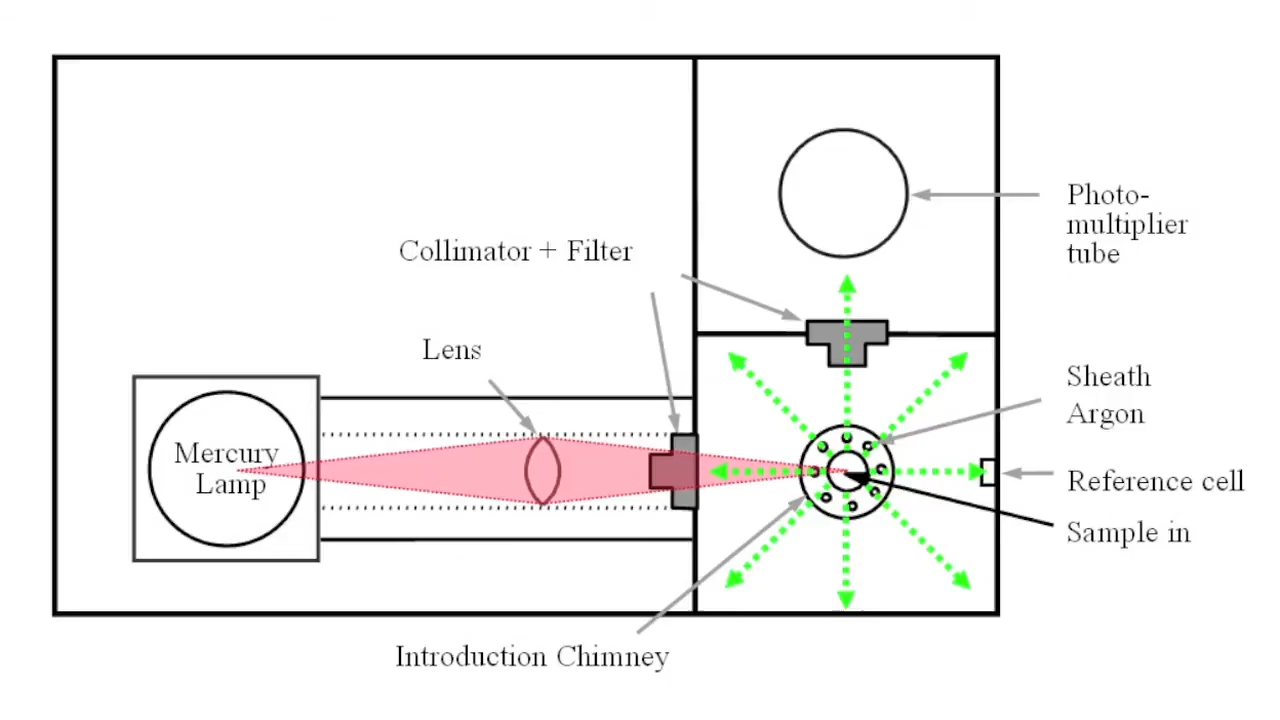 Photo-
multiplier
tube
Collimator + Filter
Lens
Sheath
Argon
Mercury
Lamp
Reference cell
Sample in
Introduction Chimney